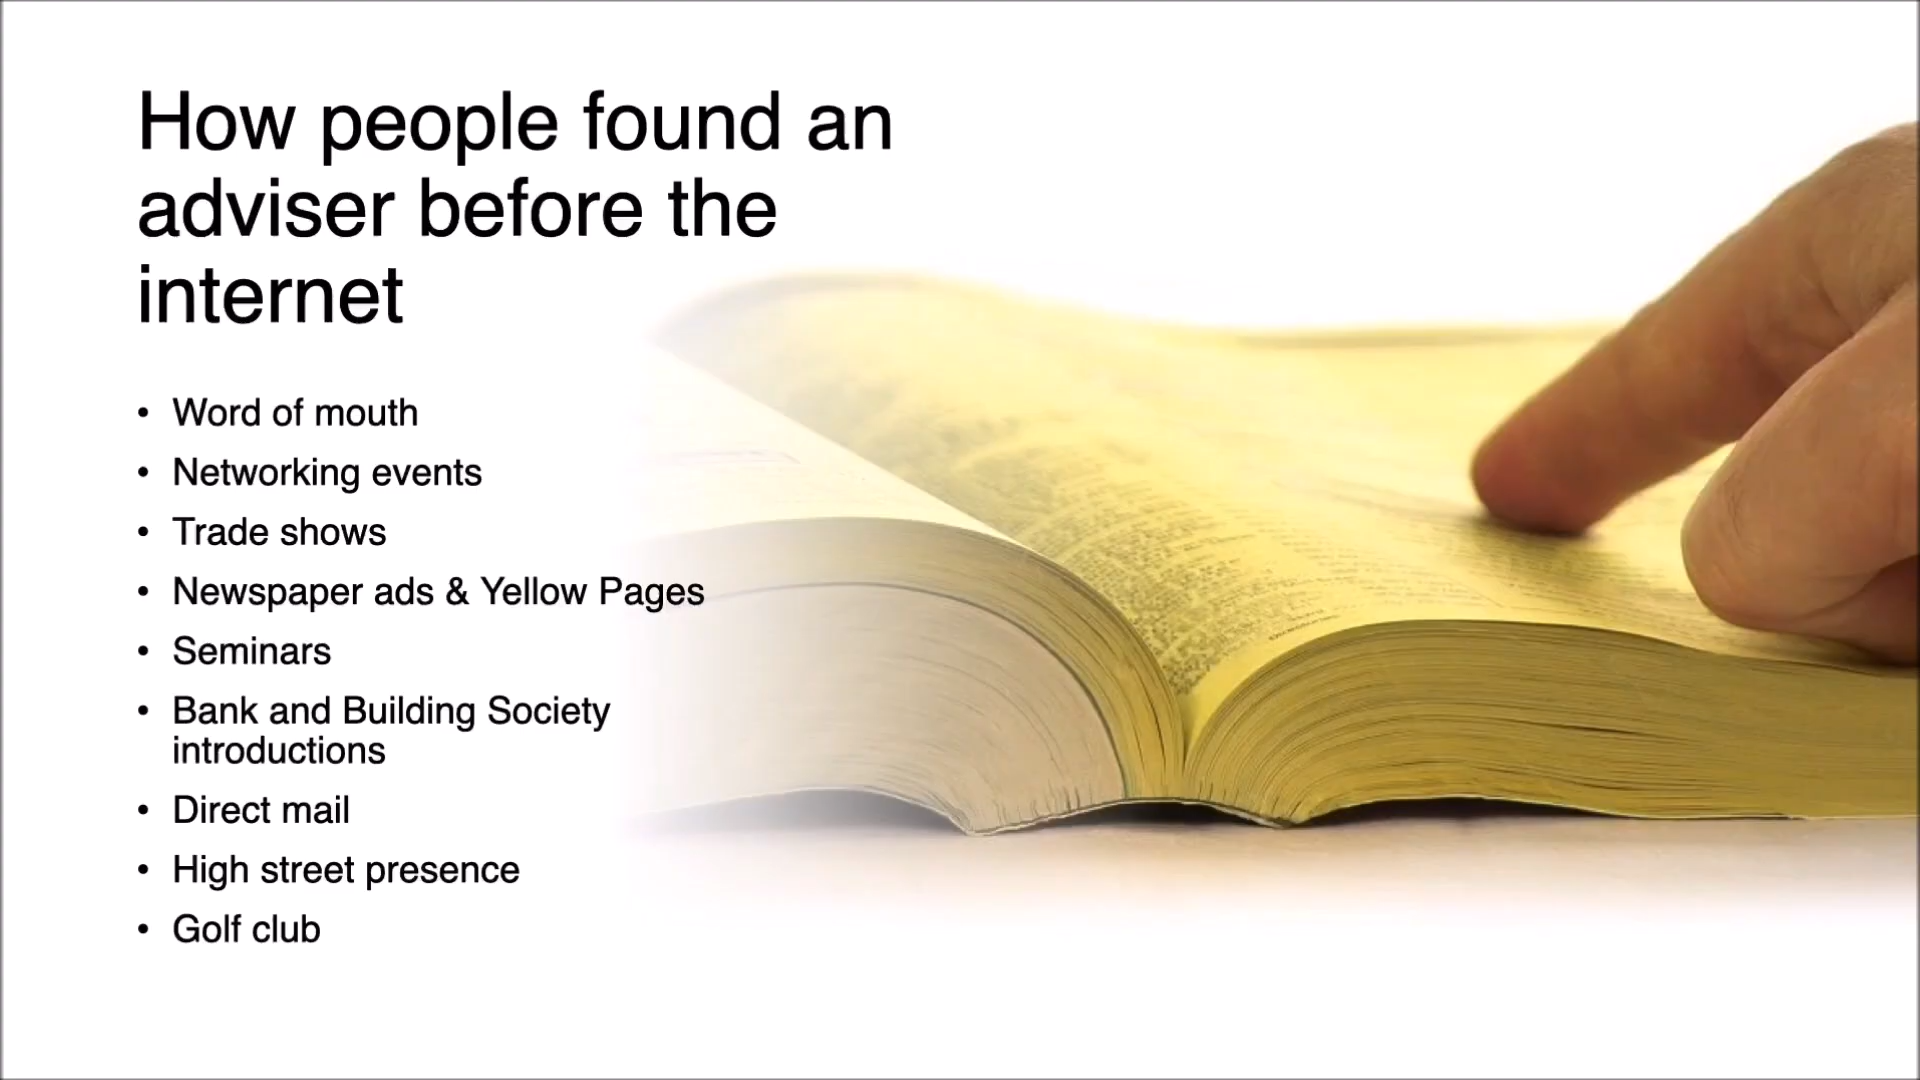 How people found an
adviser before the
internet
• Word of mouth
• Networking events
• Trade shows
• Newspaper ads & Yellow Pages
• Seminars
• Bank and Building Society
introductions
• Direct mail
• High street presence
• Golf club